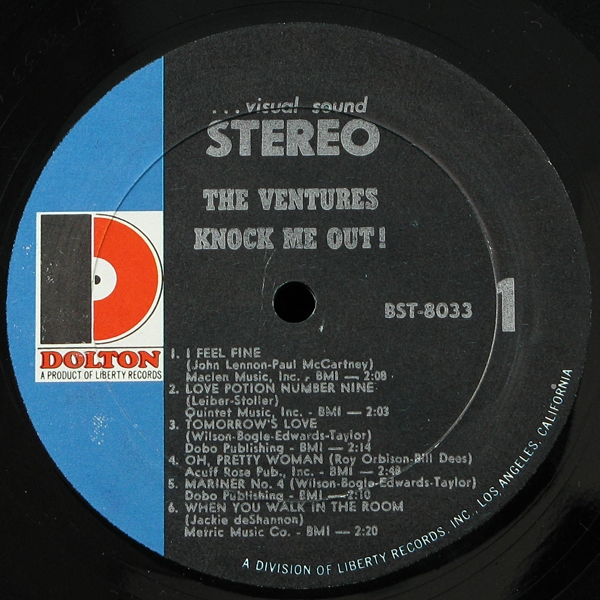 ...visual sound
STEREO
THE VENTURES
KNOCK ME OUT!
BST-8033
1
DOLTON
A PRODUCT OF LIBERTY RECORDS
1. I FEEL FINE
(John Lennon-Paul McCartney)
Maclen Music, Inc. - BMI — 2:08
2. LOVE POTION NUMBER NINE
(Leiber-Stoller)
Quintet Music, Inc. - BMI — 2:03
3. TOMORROW'S LOVE
(Wilson-Bogle-Edwards-Taylor)
Dobo Publishing - BMI - 2:14
4. OH, PRETTY WOMAN (Roy Orbison-Bill Dees)
Acuff Rose Pub., Inc. - BMI — 2:48
5. MARINER No. 4 (Wilson-Bogle-Edwards-Taylor)
Dobo Publishing - BMI — 2:10
6. WHEN YOU WALK IN THE ROOM
(Jackie deShannon)
Metric Music Co. - BMI — 2:20
A DIVISION OF LIBERTY RECORDS, INC., LOS ANGELES, CALIFORNIA